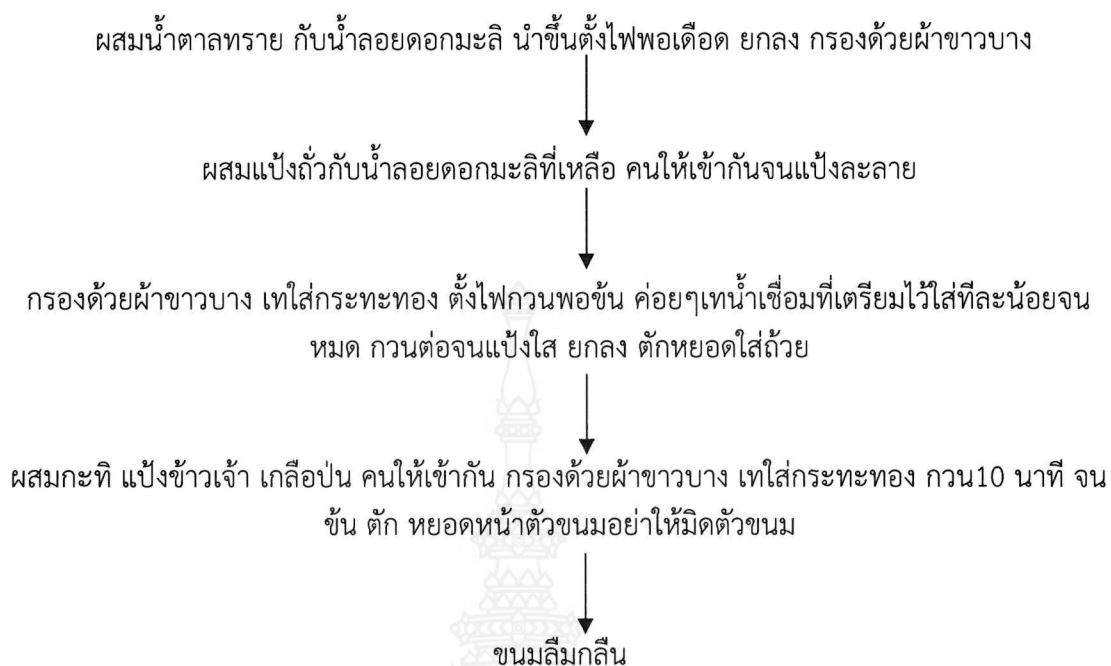 ผสมน้ำตาลทราย กับน้ำลอยดอกมะลิ นำขึ้นตั้งไฟพอเดือด ยกลง กรองด้วยผ้าขาวบาง
ผสมแป้งถั่วกับน้ำลอยดอกมะลิที่เหลือ คนให้เข้ากันจนแป้งละลาย
กรองด้วยผ้าขาวบาง เทใส่กระทะทอง ตั้งไฟกวนพอข้น ค่อยๆเทน้ำเชื่อมที่เตรียมไว้ใส่ทีละน้อยจน
หมด กวนต่อจนแป้งใส ยกลง ตักหยอดใส่ถ้วย
ผสมกะทิ แป้งข้าวเจ้า เกลือป่น คนให้เข้ากัน กรองด้วยผ้าขาวบาง เทใส่กระทะทอง กวน10 นาที จน
ข้น ตัก หยอดหน้าตัวขนมอย่าให้มิดตัวขนม
ขนมลืมกลืน